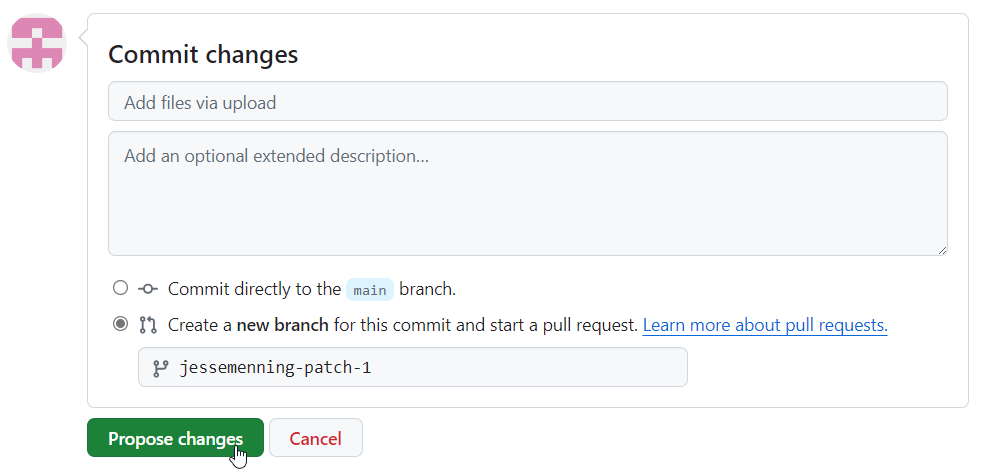 Commit changes
Add files via upload
Add an optional extended description...
Commit directly to the main branch.
Create a new branch for this commit and start a pull request. Learn more about pull requests.
jessemenning-patch-1
Propose changes Cancel